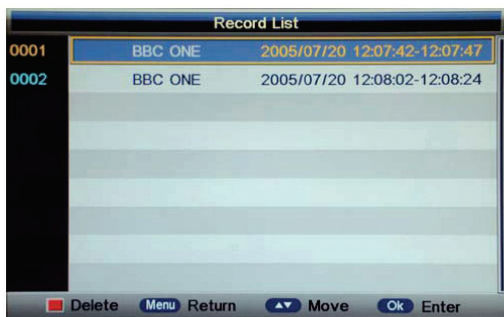 Record List
0001 BBC ONE 2005/07/20 12:07:42-12:07:47
0002 BBC ONE 2005/07/20 12:08:02-12:08:24
Delete Menu Return Move Ok Enter